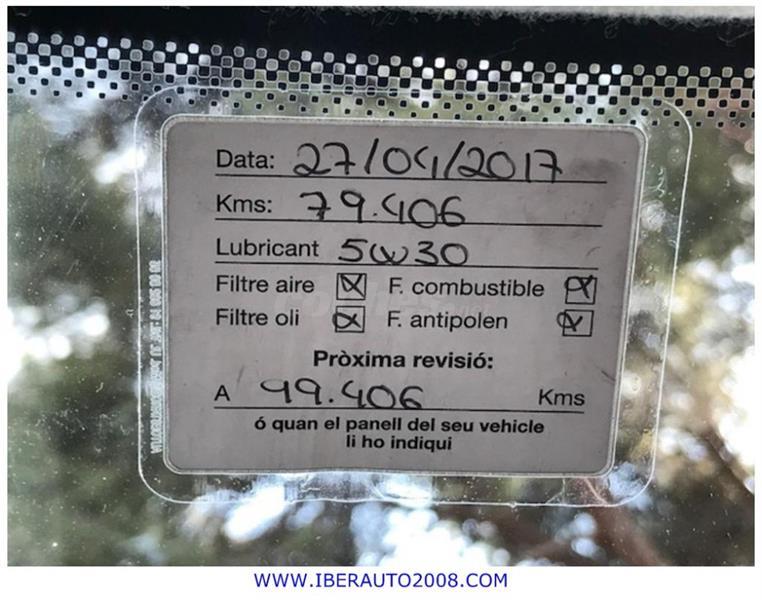 Data: 27/04/2017
Kms: 79.406
Lubricant 5W30
Filtre aire ☒ F. combustible ☒
Filtre oli ☒ F. antipolen ☒
Pròxima revisió:
A 99.406 Kms
ó quan el panell del seu vehicle
li ho indiqui
WWW.IBERAUTO2008.COM